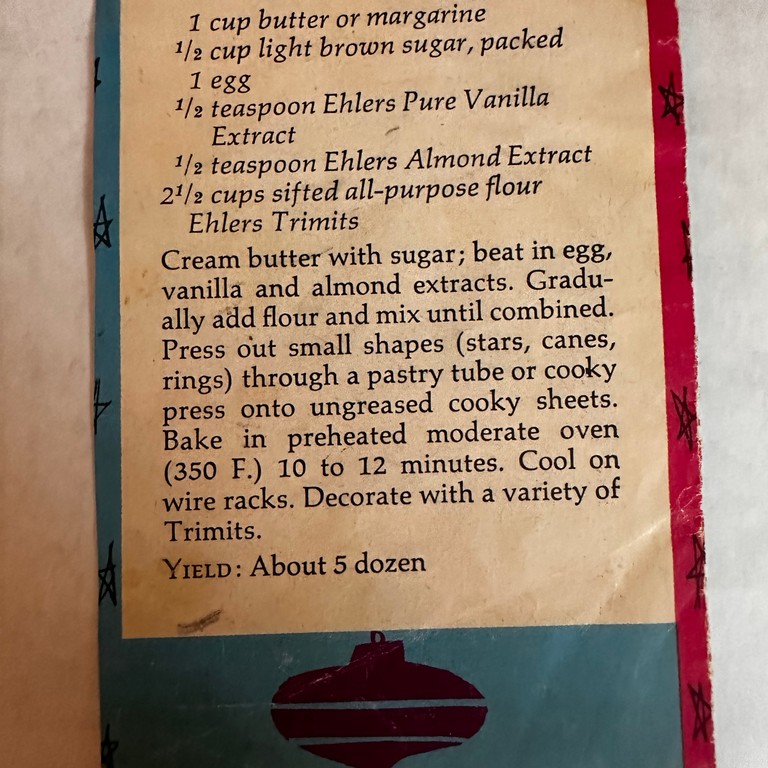 1 cup butter or margarine
1/2 cup light brown sugar, packed
1 egg
1/2 teaspoon Ehlers Pure Vanilla
Extract
1/2 teaspoon Ehlers Almond Extract
2 1/2 cups sifted all-purpose flour
Ehlers Trimits
Cream butter with sugar; beat in egg,
vanilla and almond extracts. Gradu-
ally add flour and mix until combined.
Press out small shapes (stars, canes,
rings) through a pastry tube or cooky
press onto ungreased cooky sheets.
Bake in preheated moderate oven
(350 F.) 10 to 12 minutes. Cool on
wire racks. Decorate with a variety of
Trimits.
YIELD: About 5 dozen